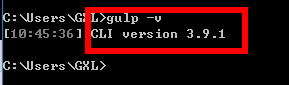 C:\Users\GXL>gulp -v
[10:45:36] CLI version 3.9.1
C:\Users\GXL>